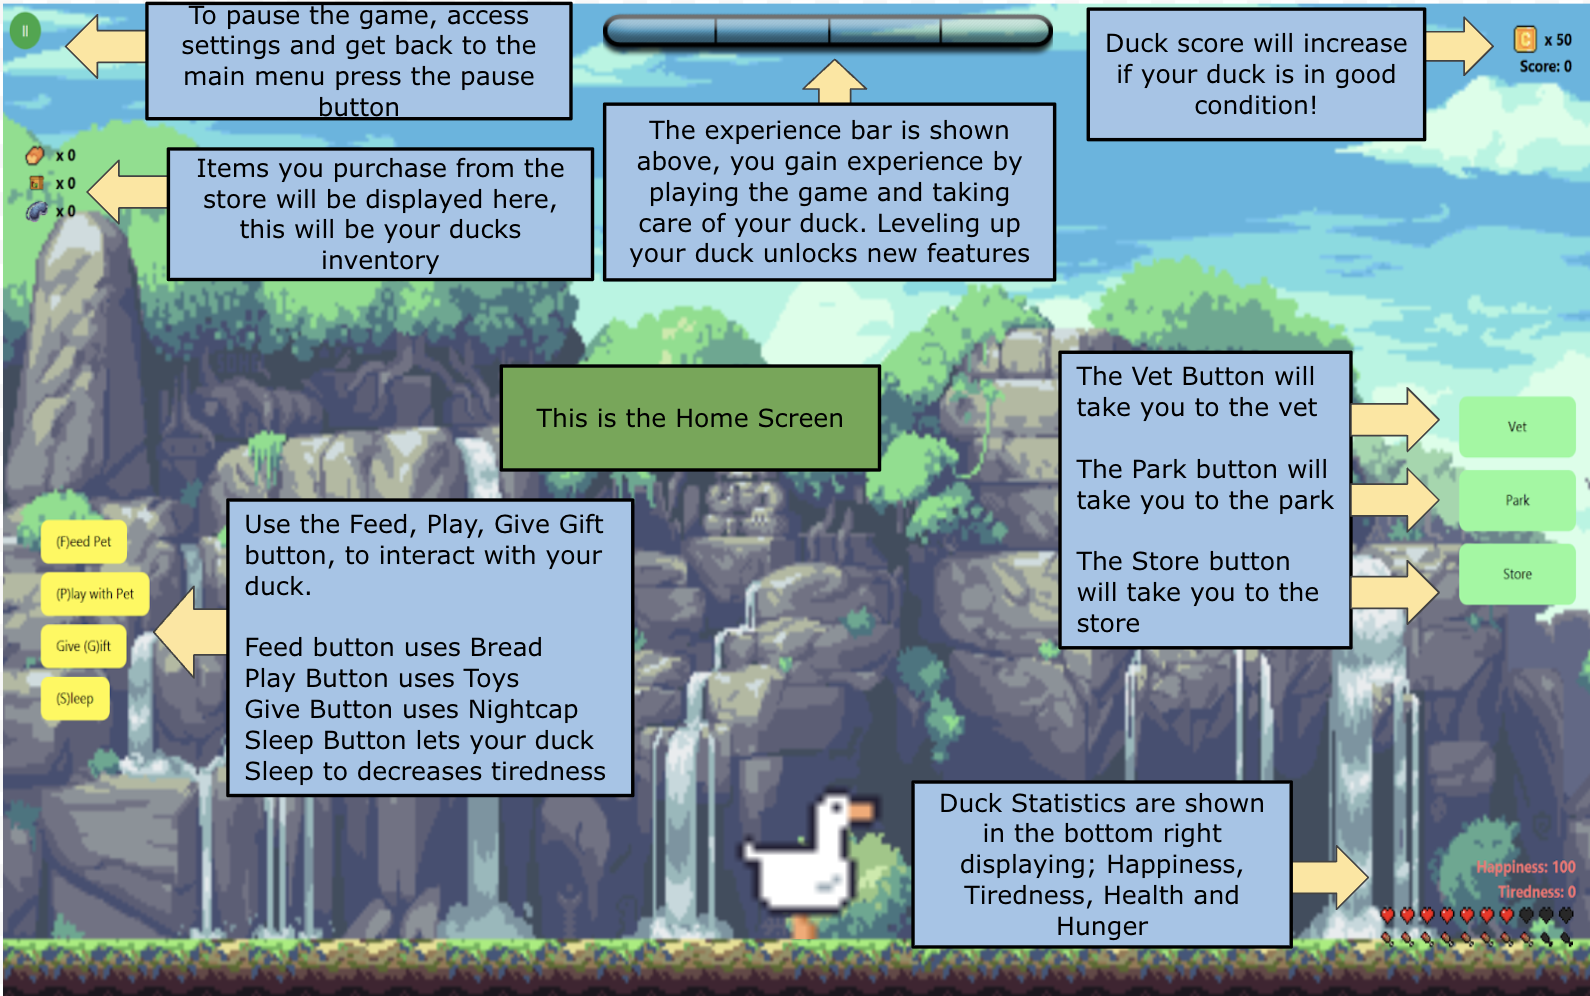 II
To pause the game, access
settings and get back to the
main menu press the pause
button
Duck score will increase
if your duck is in good
condition!
C x 50
Score: 0
The experience bar is shown
above, you gain experience by
playing the game and taking
care of your duck. Leveling up
your duck unlocks new features
x 0
x 0
x 0
Items you purchase from the
store will be displayed here,
this will be your ducks
inventory
This is the Home Screen
The Vet Button will
take you to the vet
The Park button will
take you to the park
The Store button
will take you to the
store
Vet
Park
Store
(F)eed Pet
(P)lay with Pet
Give (G)ift
(S)leep
Use the Feed, Play, Give Gift
button, to interact with your
duck.
Feed button uses Bread
Play Button uses Toys
Give Button uses Nightcap
Sleep Button lets your duck
Sleep to decreases tiredness
Duck Statistics are shown
in the bottom right
displaying; Happiness,
Tiredness, Health and
Hunger
Happiness: 100
Tiredness: 0